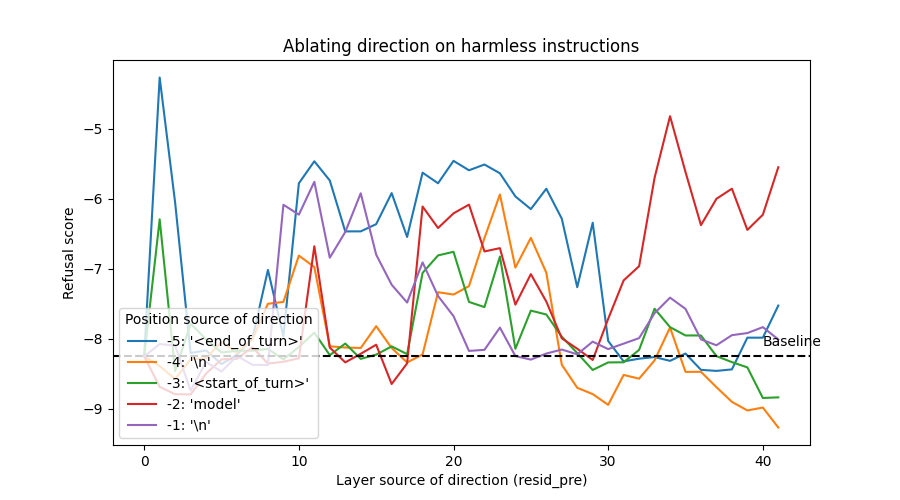 Ablating direction on harmless instructions
Refusal score
−5
−6
−7
−8
−9
Baseline
Position source of direction
-5: '<end_of_turn>'
-4: '\n'
-3: '<start_of_turn>'
-2: 'model'
-1: '\n'
0
10
20
30
40
Layer source of direction (resid_pre)